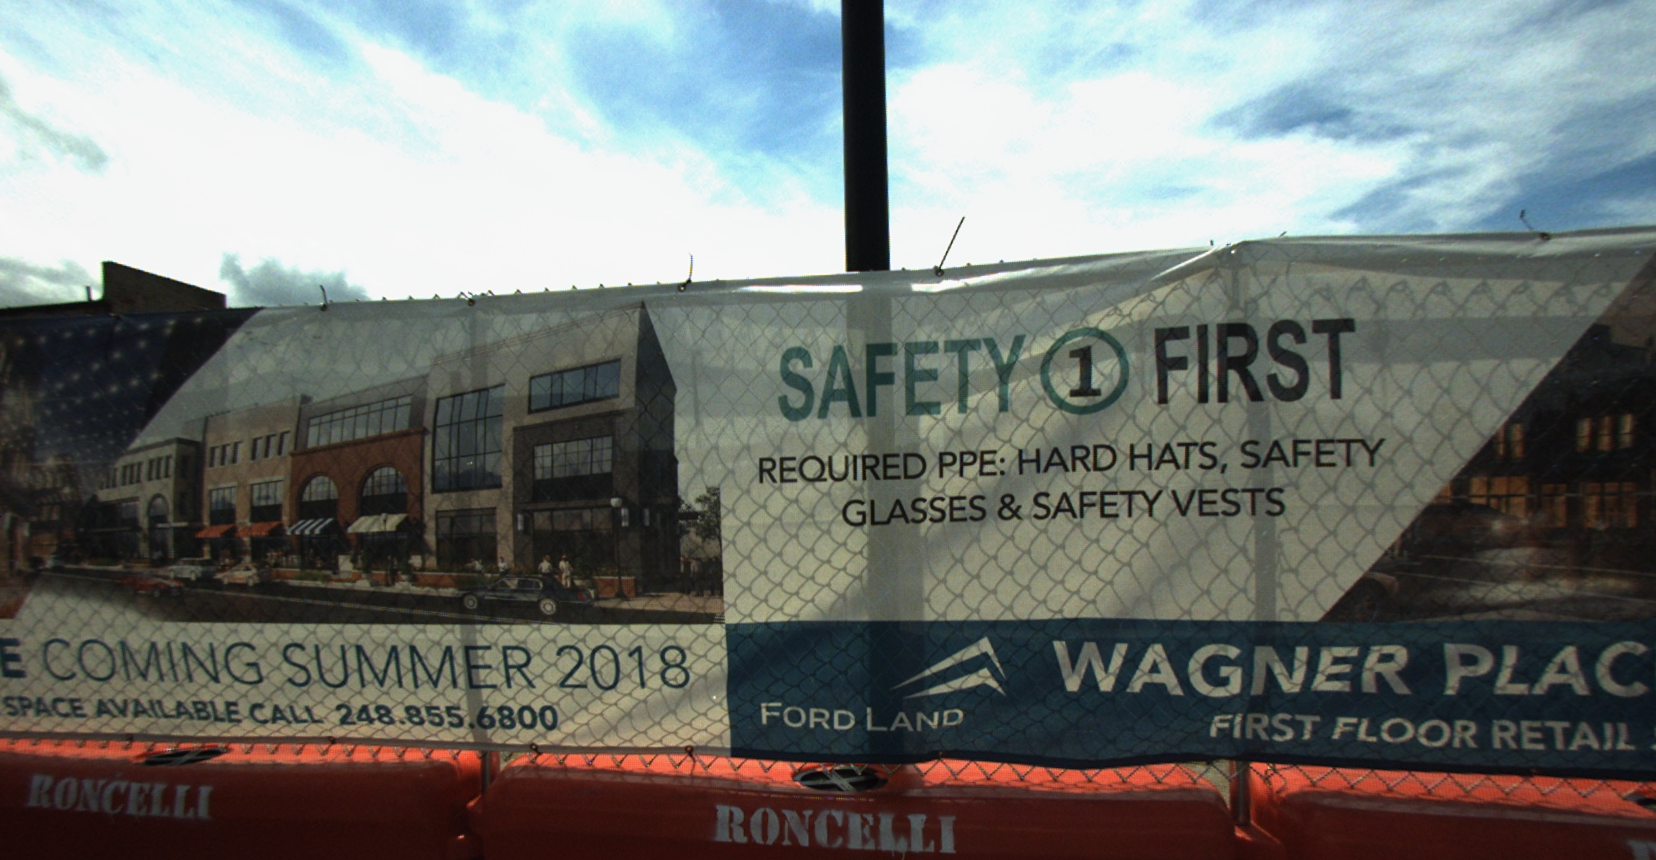 SAFETY 1 FIRST
REQUIRED PPE: HARD HATS, SAFETY
GLASSES & SAFETY VESTS
E COMING SUMMER 2018
SPACE AVAILABLE CALL 248.855.6800
FORD LAND
WAGNER PLAC
FIRST FLOOR RETAIL
RONCELLI
RONCELLI